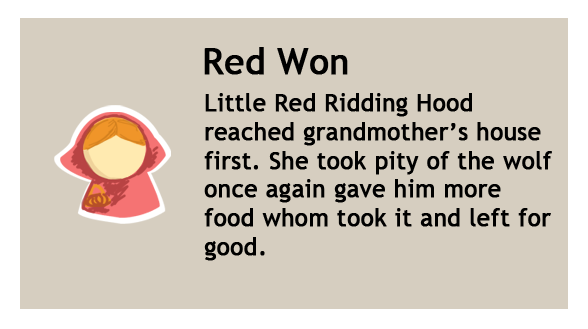 Red Won
Little Red Ridding Hood
reached grandmother’s house
first. She took pity of the wolf
once again gave him more
food whom took it and left for
good.